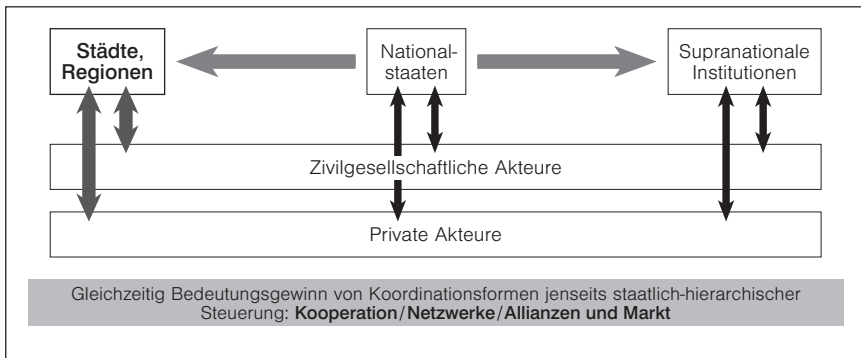 Städte,
Regionen
National-
staaten
Supranationale
Institutionen
Zivilgesellschaftliche Akteure
Private Akteure
Gleichzeitig Bedeutungsgewinn von Koordinationsformen jenseits staatlich-hierarchischer
Steuerung: Kooperation/Netzwerke/Allianzen und Markt